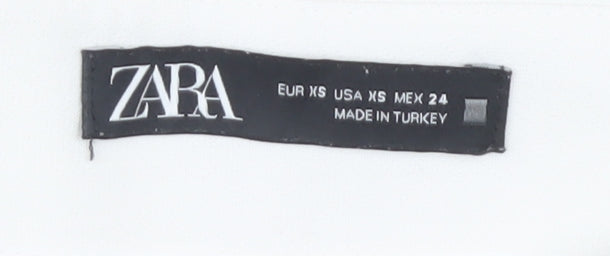 ZARA
EUR XS USA XS MEX 24
MADE IN TURKEY